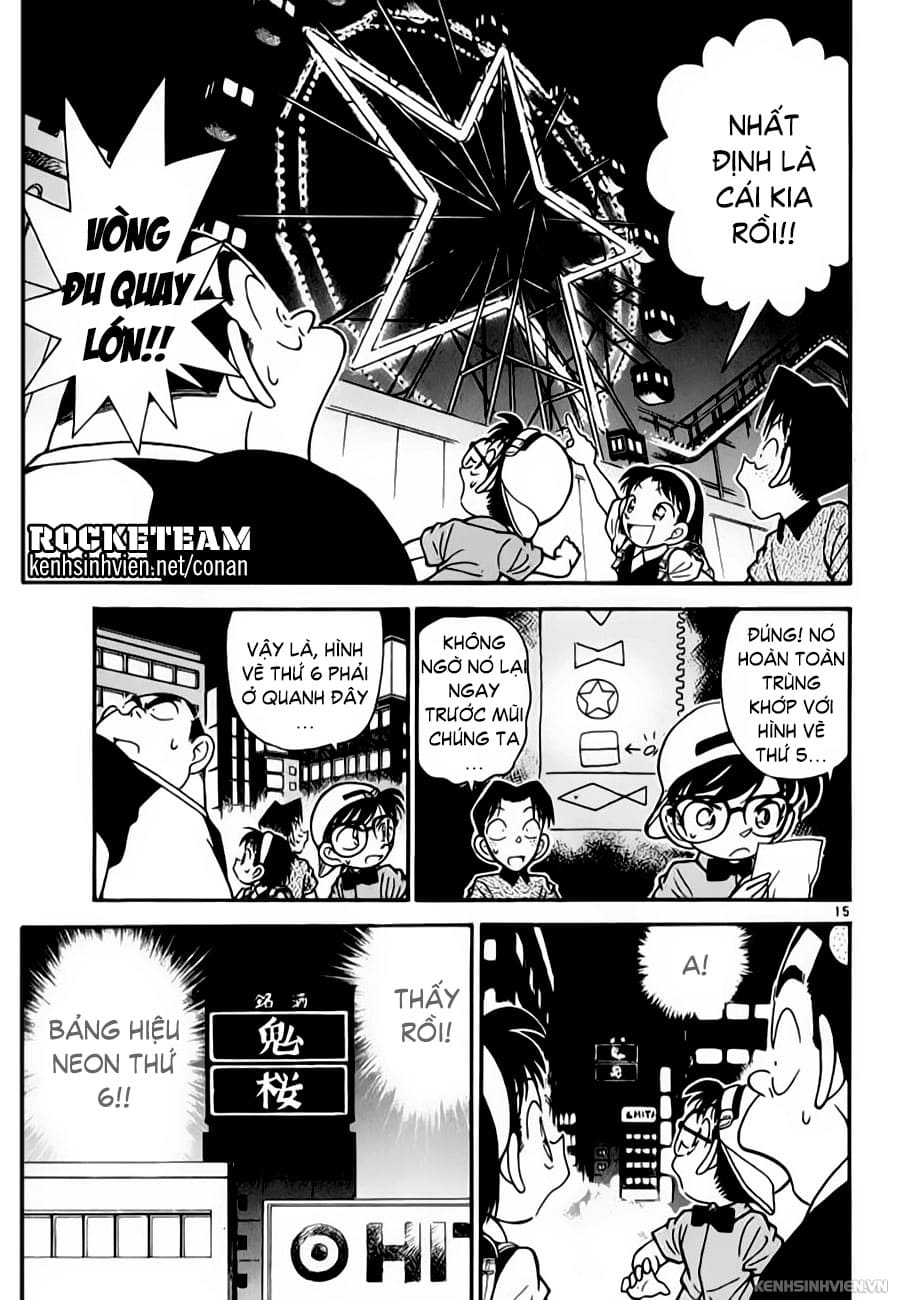 NHẤT
ĐỊNH LÀ
CÁI KIA
RỒI!!
VÒNG
ĐU QUAY
LỚN!!
ROCKETEAM
kenhsinhvien.net/conan
ĐÚNG! NÓ
HOÀN TOÀN
TRÙNG
KHỚP VỚI
HÌNH VẼ
THỨ 5...
KHÔNG
NGỜ NÓ LẠI
NGAY
TRƯỚC MŨI
CHÚNG TA
...
←a
VẬY LÀ, HÌNH
VẼ THỨ 6 PHẢI
Ở QUANH ĐÂY
...
15
A!
HITA
THẤY
RỒI!
銘酒
鬼
桜
BẢNG HIỆU
NEON THỨ
6!!
HIT
KENHSINHVIEN.VN